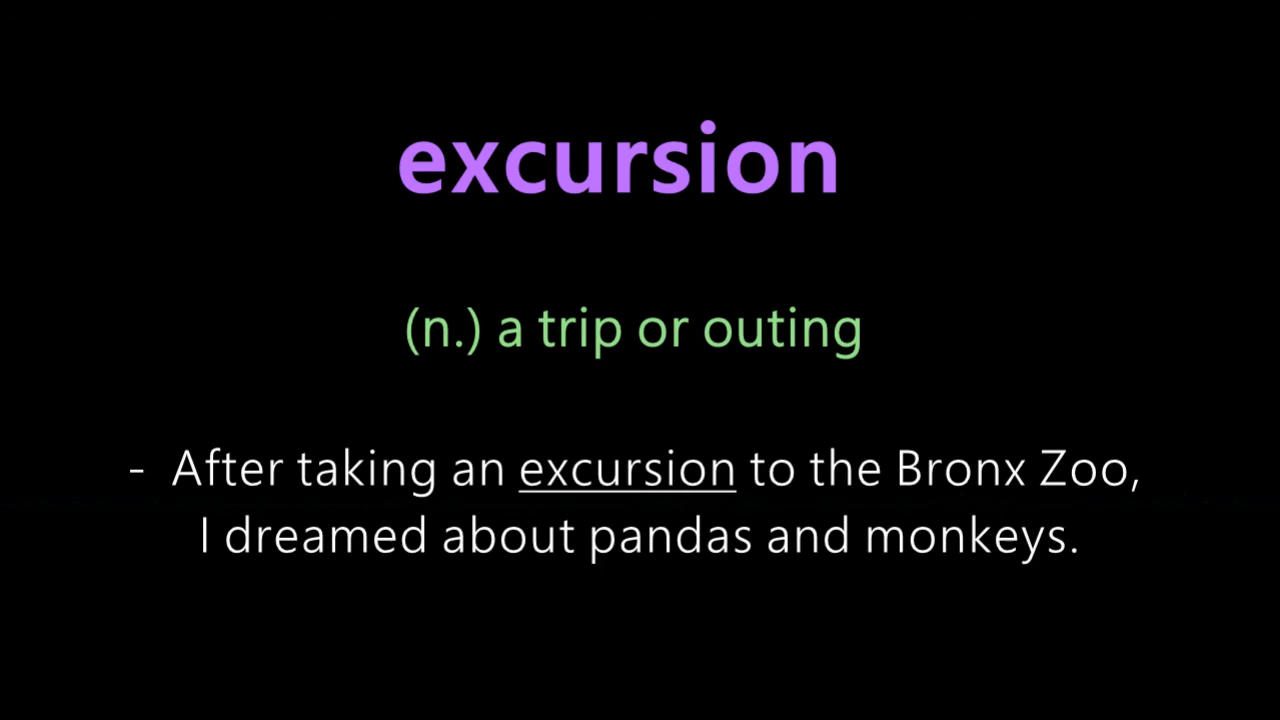 excursion
(n.) a trip or outing
- After taking an excursion to the Bronx Zoo,
I dreamed about pandas and monkeys.